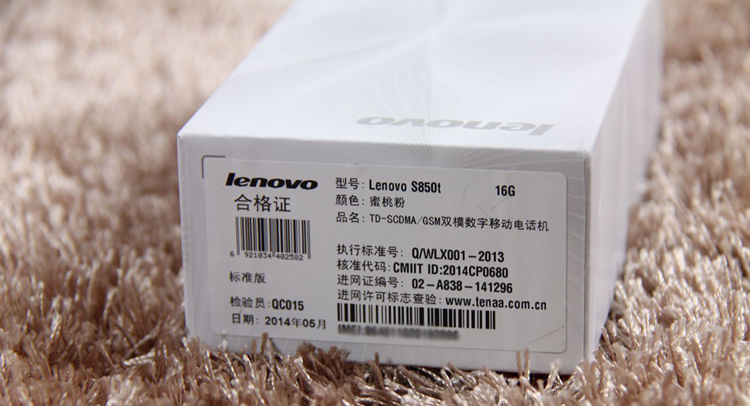 lenovo
lenovo
合格证
6 921034 402582
标准版
检验员:QC015
日期: 2014年05月
型号: Lenovo S850t 16G
颜色: 蜜桃粉
品名: TD-SCDMA/GSM双模数字移动电话机
执行标准号: Q/WLX001-2013
核准代码: CMIIT ID:2014CP0680
进网证编号: 02-A838-141296
进网许可标志查验: www.tenaa.com.cn